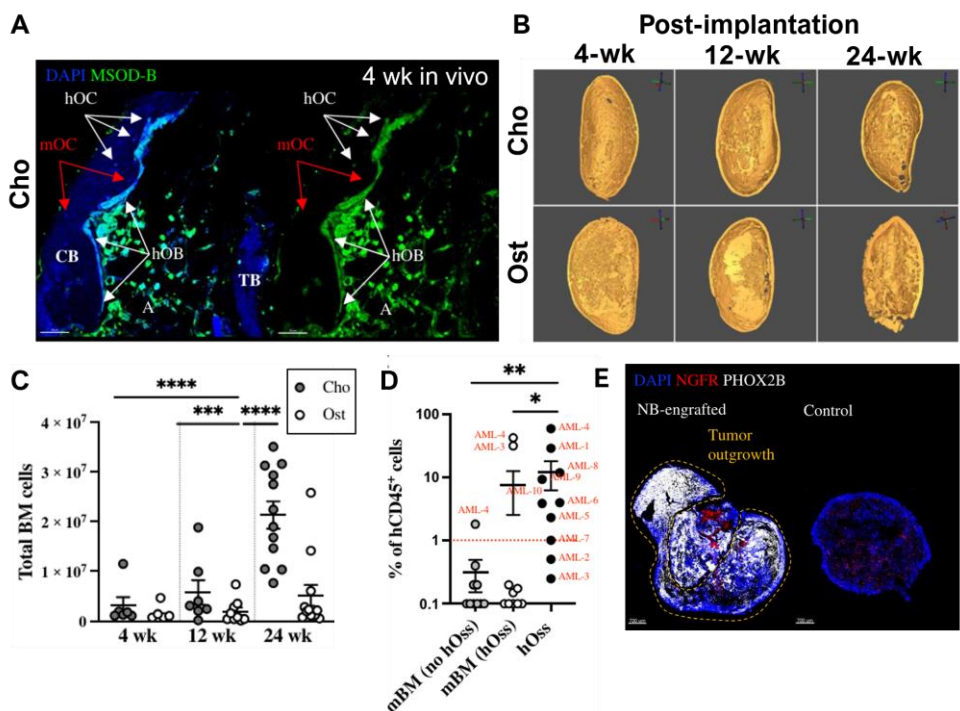 A
DAPI MSOD-B
4 wk in vivo
hOC
hOC
mOC
mOC
Cho
hOB
hOB
CB
TB
A
A
B
Post-implantation
4-wk
12-wk
24-wk
Cho
Ost
C
****
***
****
Cho
Ost
Total BM cells
4 × 10⁷
3 × 10⁷
2 × 10⁷
1 × 10⁷
0
4 wk
12 wk
24 wk
D
**
*
% of hCD45⁺ cells
100
10
1
0.1
AML-4
AML-4
AML-3
AML-10
AML-4
AML-1
AML-8
AML-9
AML-6
AML-5
AML-7
AML-2
AML-3
mBM (no hOss)
mBM (hOss)
hOss
E
DAPI NGFR PHOX2B
NB-engrafted
Control
Tumor
outgrowth